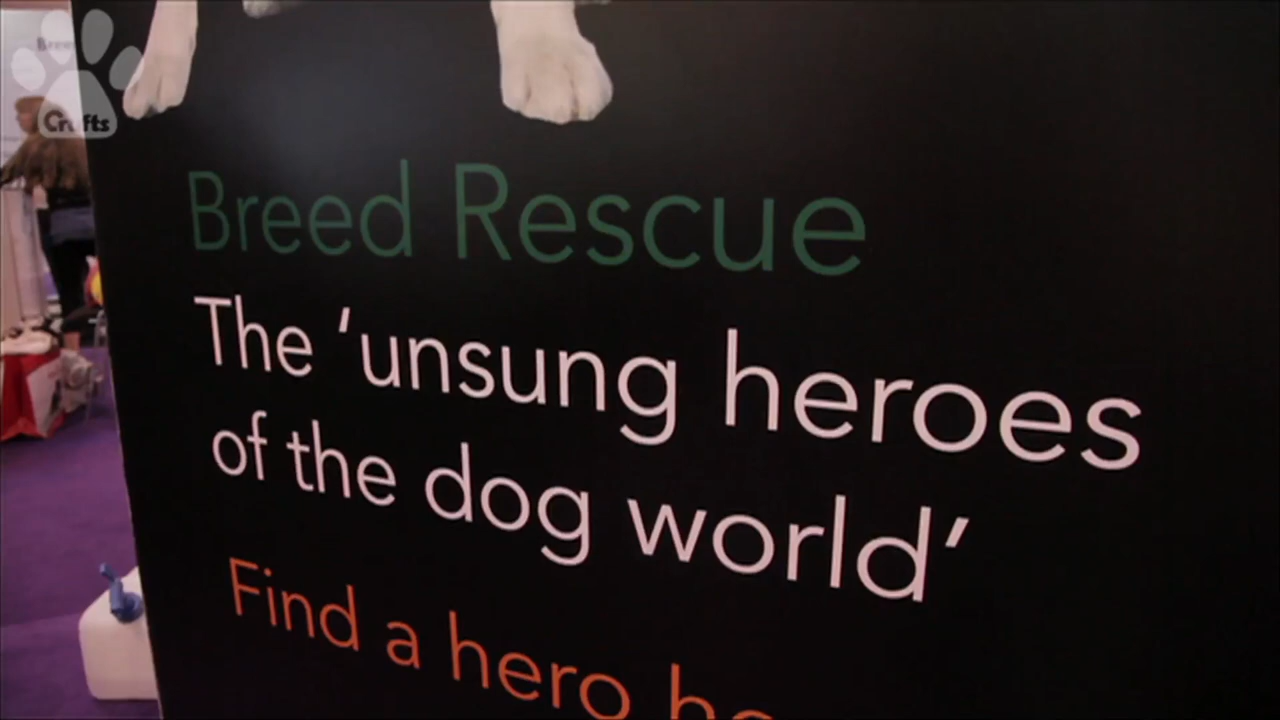 Crufts
Breed Rescue
The ‘unsung heroes
of the dog world’
Find a hero